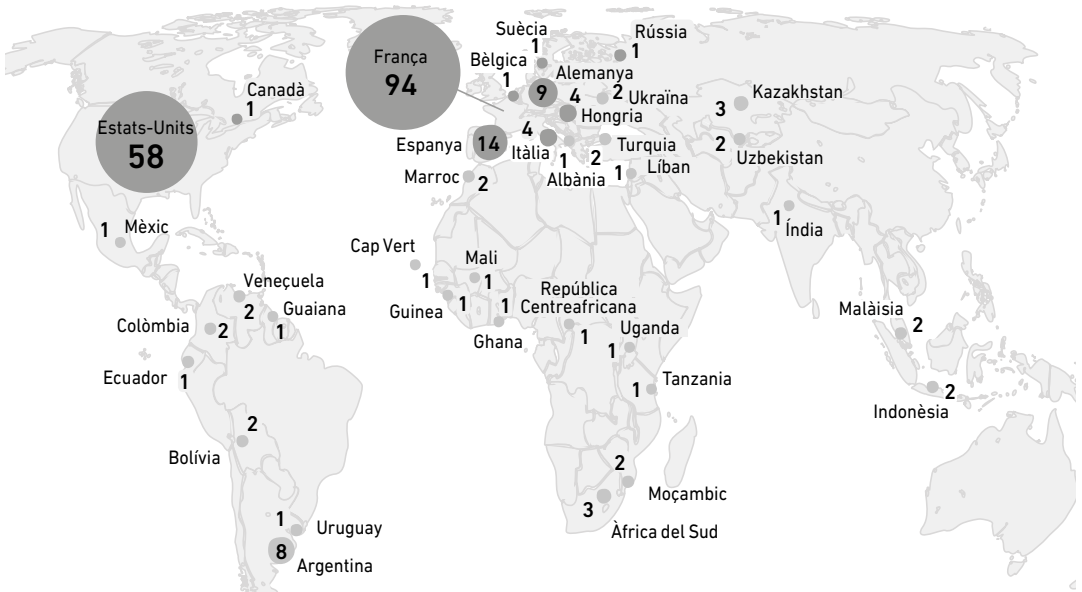 Suècia
1
Rússia
1
Bèlgica
1
França
94
Alemanya
9
4
2
Ukraïna
Hongria
Kazakhstan
3
Canadà
1
Estats-Units
58
Espanya
14
4
Itàlia
1
Albània
2
Turquia
1
Líban
2
Uzbekistan
Marroc
2
1
Índia
1
Mèxic
Cap Vert
1
Mali
1
Guinea
1
1
Ghana
República
Centreafricana
1
Uganda
1
1
Tanzania
Veneçuela
2
Guaiana
1
Colòmbia
2
Ecuador
1
Malàisia
2
2
Indonèsia
2
Bolívia
2
Moçambic
3
Àfrica del Sud
1
Uruguay
8
Argentina